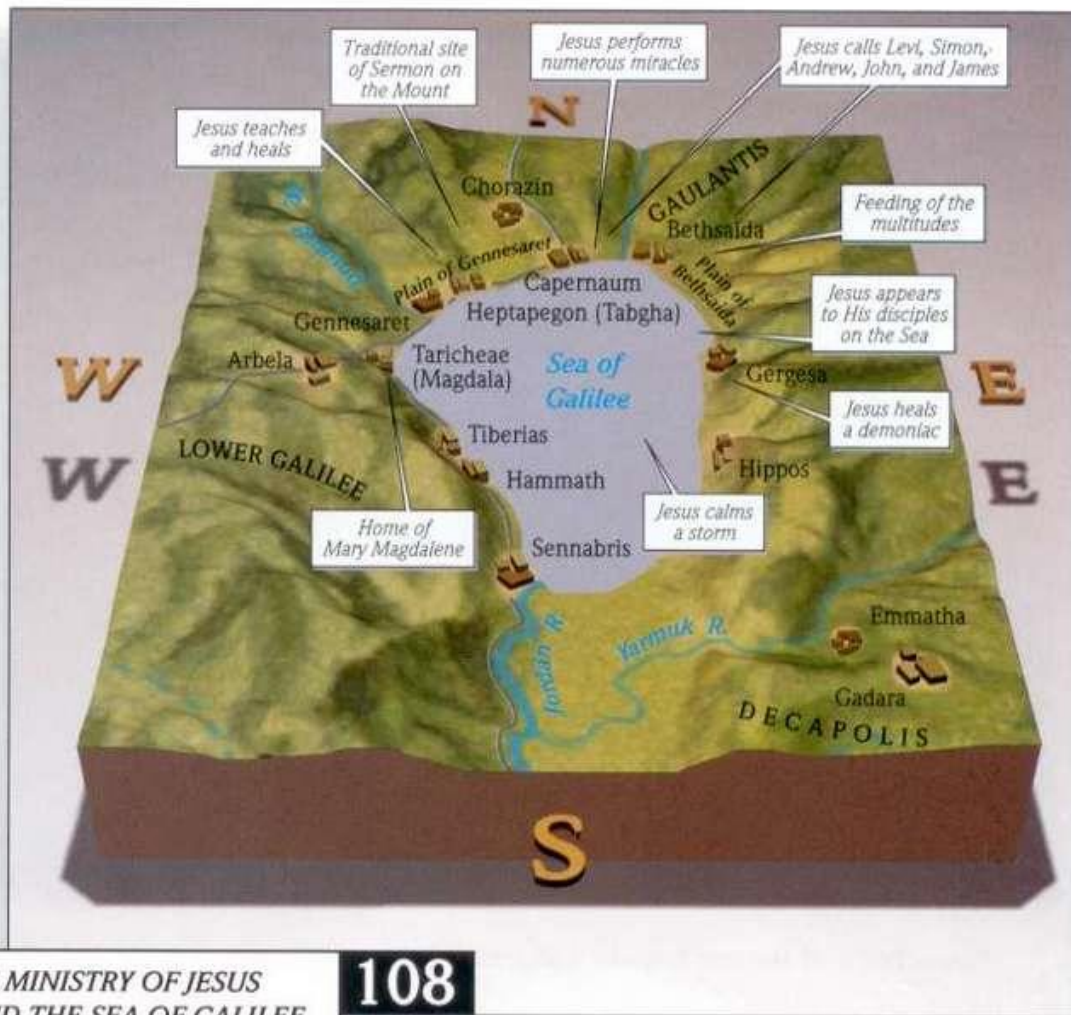 Traditional site
of Sermon on
the Mount
Jesus performs
numerous miracles
Jesus calls Levi, Simon,
Andrew, John, and James
Jesus teaches
and heals
N
Chorazin
GAULANTIS
Bethsaida
Feeding of the
multitudes
R.
Plain of Gennesaret
Plain of
Bethsaida
Capernaum
Heptapegon (Tabgha)
Gennesaret
Jesus appears
to His disciples
on the Sea
W
Arbela
Taricheae
(Magdala)
Sea of
Galilee
Gergesa
E
Jesus heals
a demoniac
Tiberias
LOWER GALILEE
W
Hammath
Hippos
E
Home of
Mary Magdalene
Jesus calms
a storm
Sennabris
Jordan R.
Yarmuk R.
Emmatha
Gadara
DECAPOLIS
S
MINISTRY OF JESUS
THE SEA OF GALILEE
108